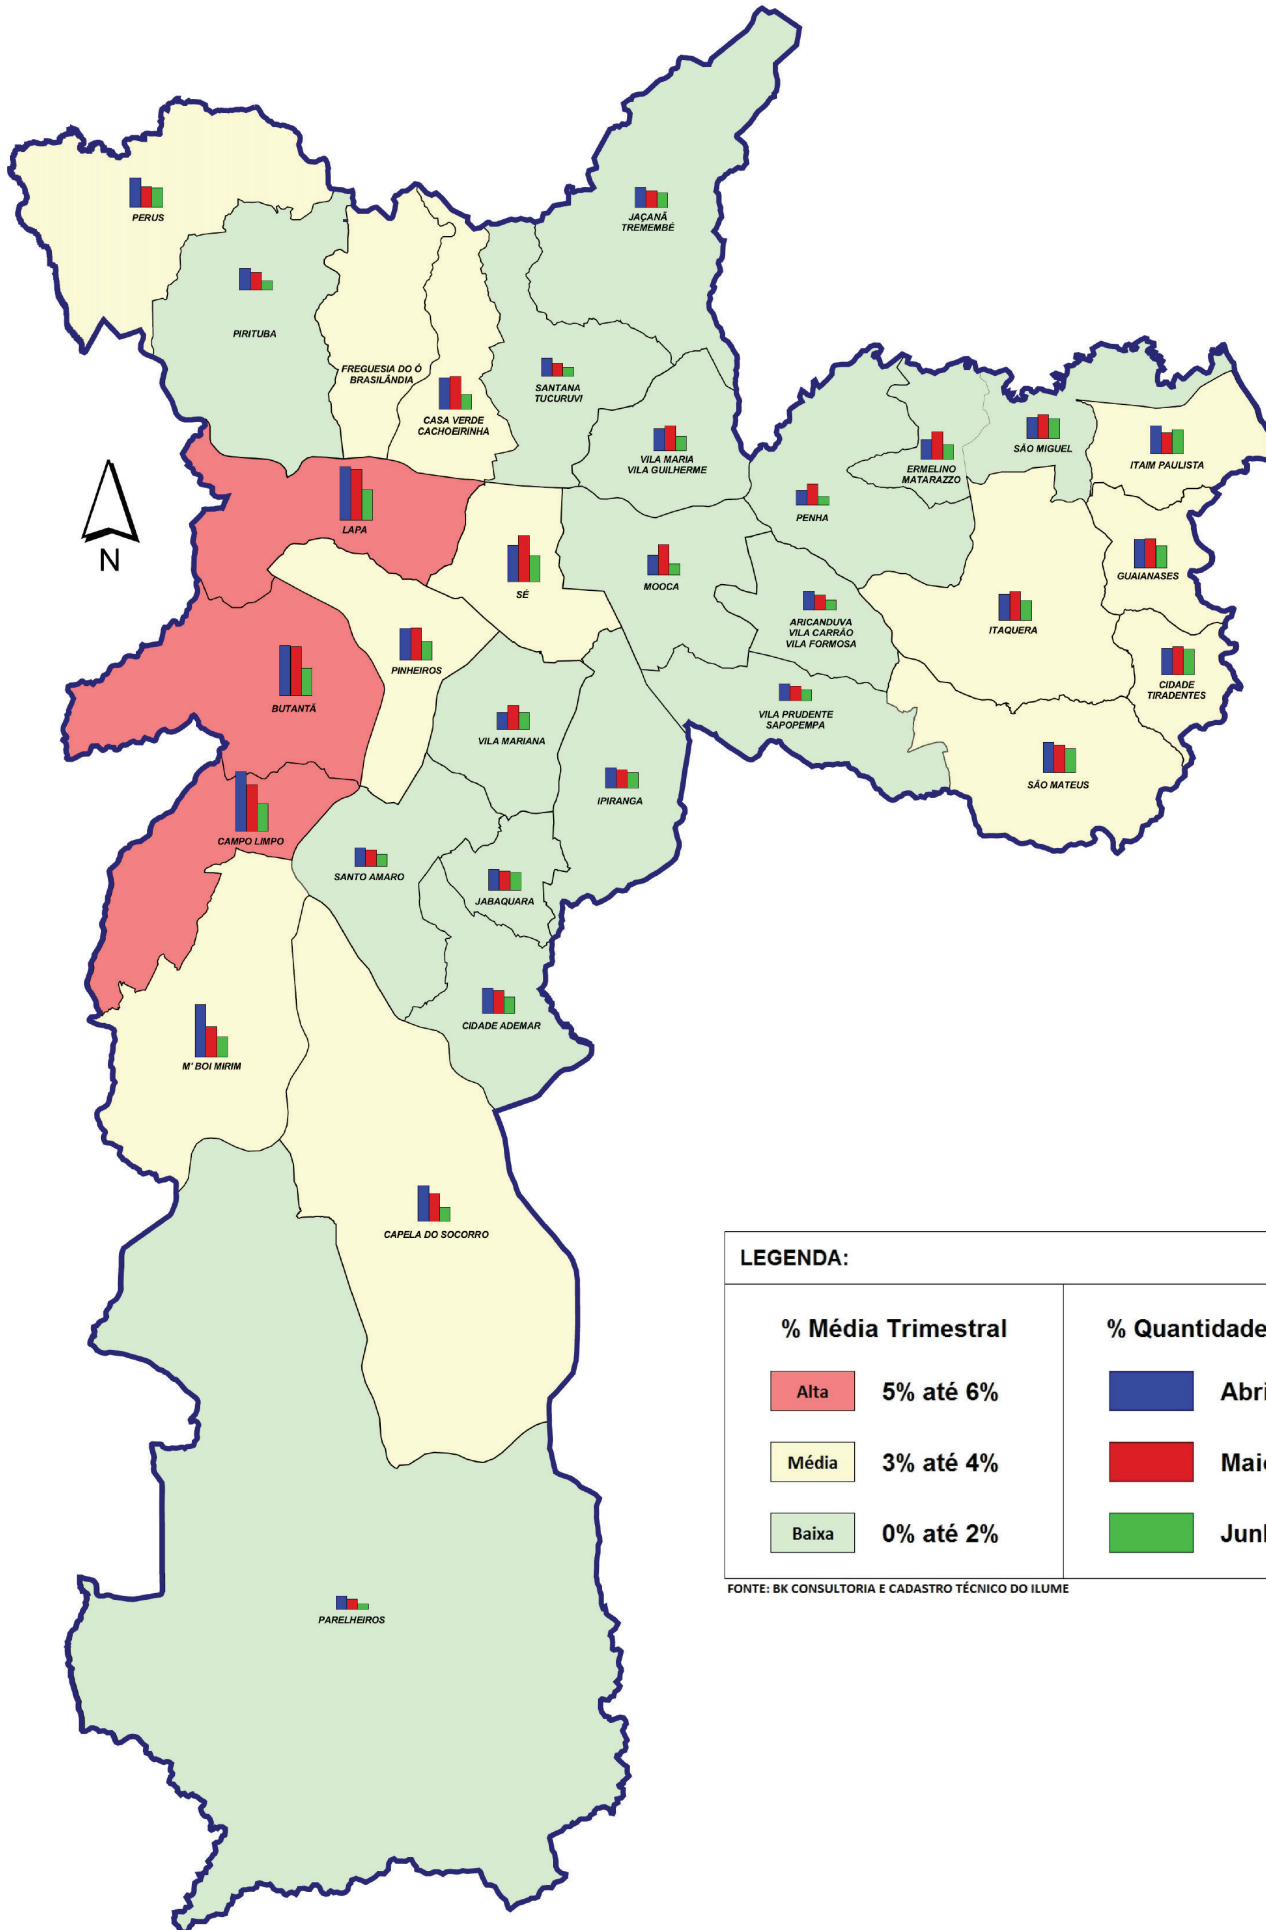 PERUS
JAÇANÃ
TREMEMBÉ
PIRITUBA
FREGUESIA DO Ó
BRASILÂNDIA
SANTANA
TUCURUVI
CASA VERDE
CACHOEIRINHA
VILA MARIA
VILA GUILHERME
ERMELINO
MATARAZZO
SÃO MIGUEL
ITAIM PAULISTA
PENHA
LAPA
N
SÉ
MOOCA
GUAIANASES
ARICANDUVA
VILA CARRÃO
VILA FORMOSA
ITAQUERA
PINHEIROS
CIDADE
TIRADENTES
BUTANTÃ
VILA PRUDENTE
SAPOPEMPA
VILA MARIANA
SÃO MATEUS
IPIRANGA
CAMPO LIMPO
SANTO AMARO
JABAQUARA
CIDADE ADEMAR
M' BOI MIRIM
CAPELA DO SOCORRO
PARELHEIROS
LEGENDA:
% Média Trimestral
Alta 5% até 6%
Média 3% até 4%
Baixa 0% até 2%
% Quantidade
Abri
Mai
Jun
FONTE: BK CONSULTORIA E CADASTRO TÉCNICO DO ILUME